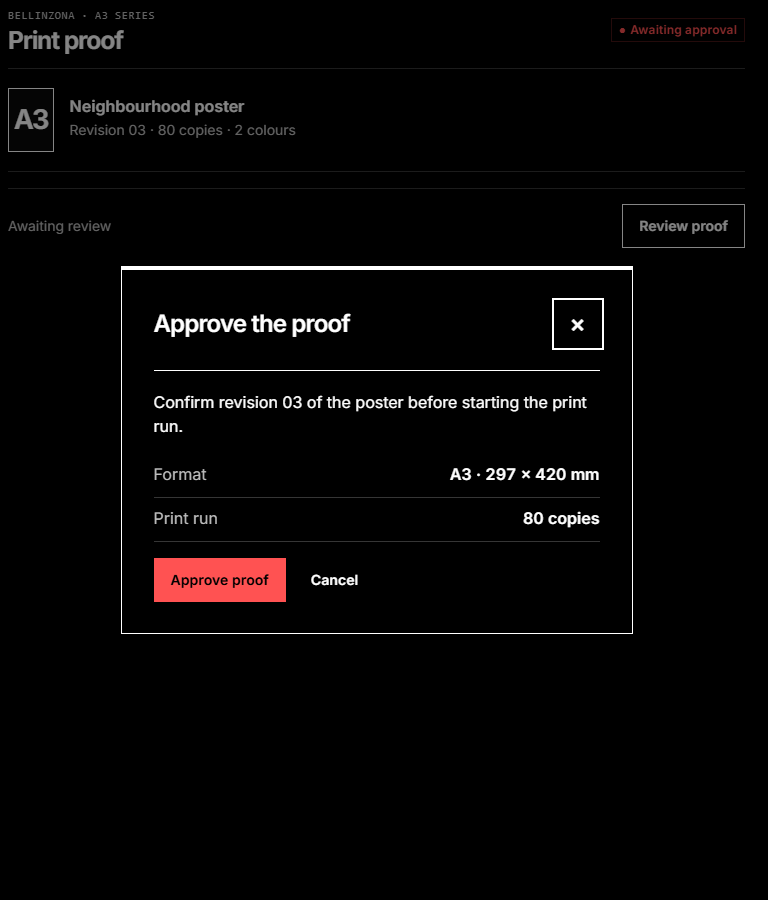 BELLINZONA · A3 SERIES
Print proof
● Awaiting approval
A3
Neighbourhood poster
Revision 03 · 80 copies · 2 colours
Awaiting review
Review proof
Approve the proof
×
Confirm revision 03 of the poster before starting the print
run.
Format
A3 · 297 × 420 mm
Print run
80 copies
Approve proof
Cancel